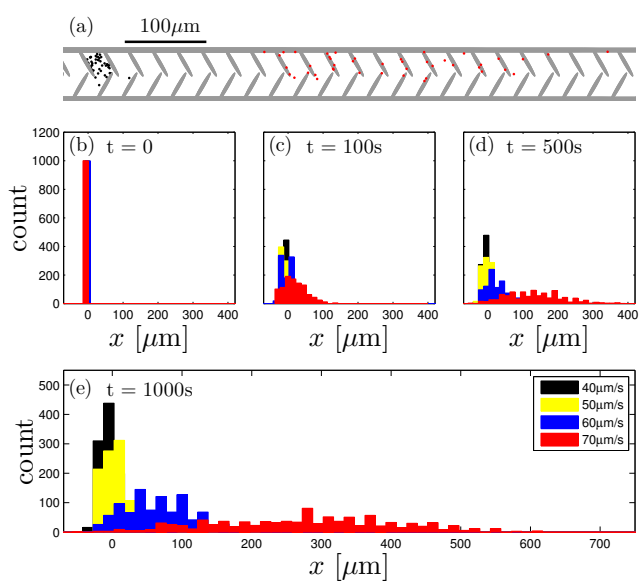 (a) 100μm
(b) t = 0
(c) t = 100s
(d) t = 500s
1200
1000
800
600
400
200
0
count
0 100 200 300 400
0 100 200 300 400
0 100 200 300 400
x [μm]
x [μm]
x [μm]
(e) t = 1000s
500
400
300
200
100
0
count
40μm/s
50μm/s
60μm/s
70μm/s
0 100 200 300 400 500 600 700
x [μm]